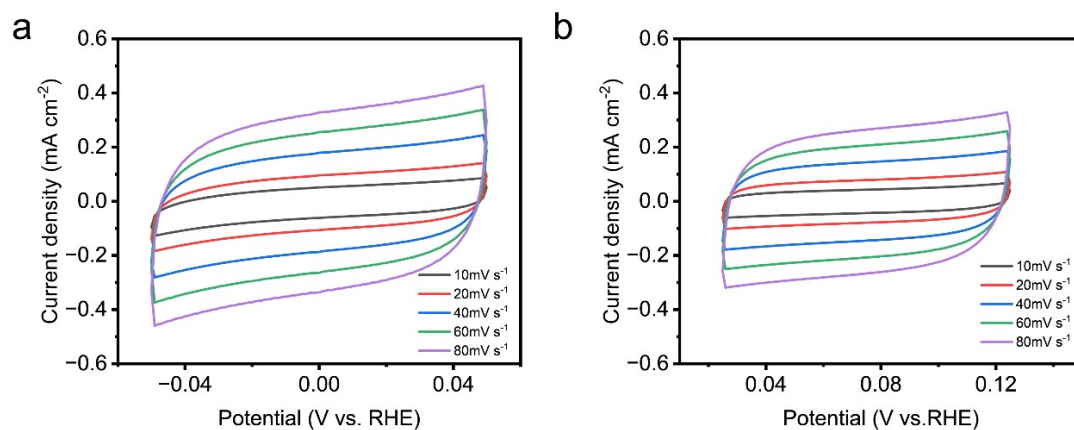 a
Current density (mA cm⁻²)
0.6
0.4
0.2
0.0
−0.2
−0.4
−0.6
10mV s⁻¹
20mV s⁻¹
40mV s⁻¹
60mV s⁻¹
80mV s⁻¹
−0.04
0.00
0.04
Potential (V vs. RHE)
b
Current density (mA cm⁻²)
0.6
0.4
0.2
0.0
−0.2
−0.4
−0.6
10mV s⁻¹
20mV s⁻¹
40mV s⁻¹
60mV s⁻¹
80mV s⁻¹
0.04
0.08
0.12
Potential (V vs.RHE)